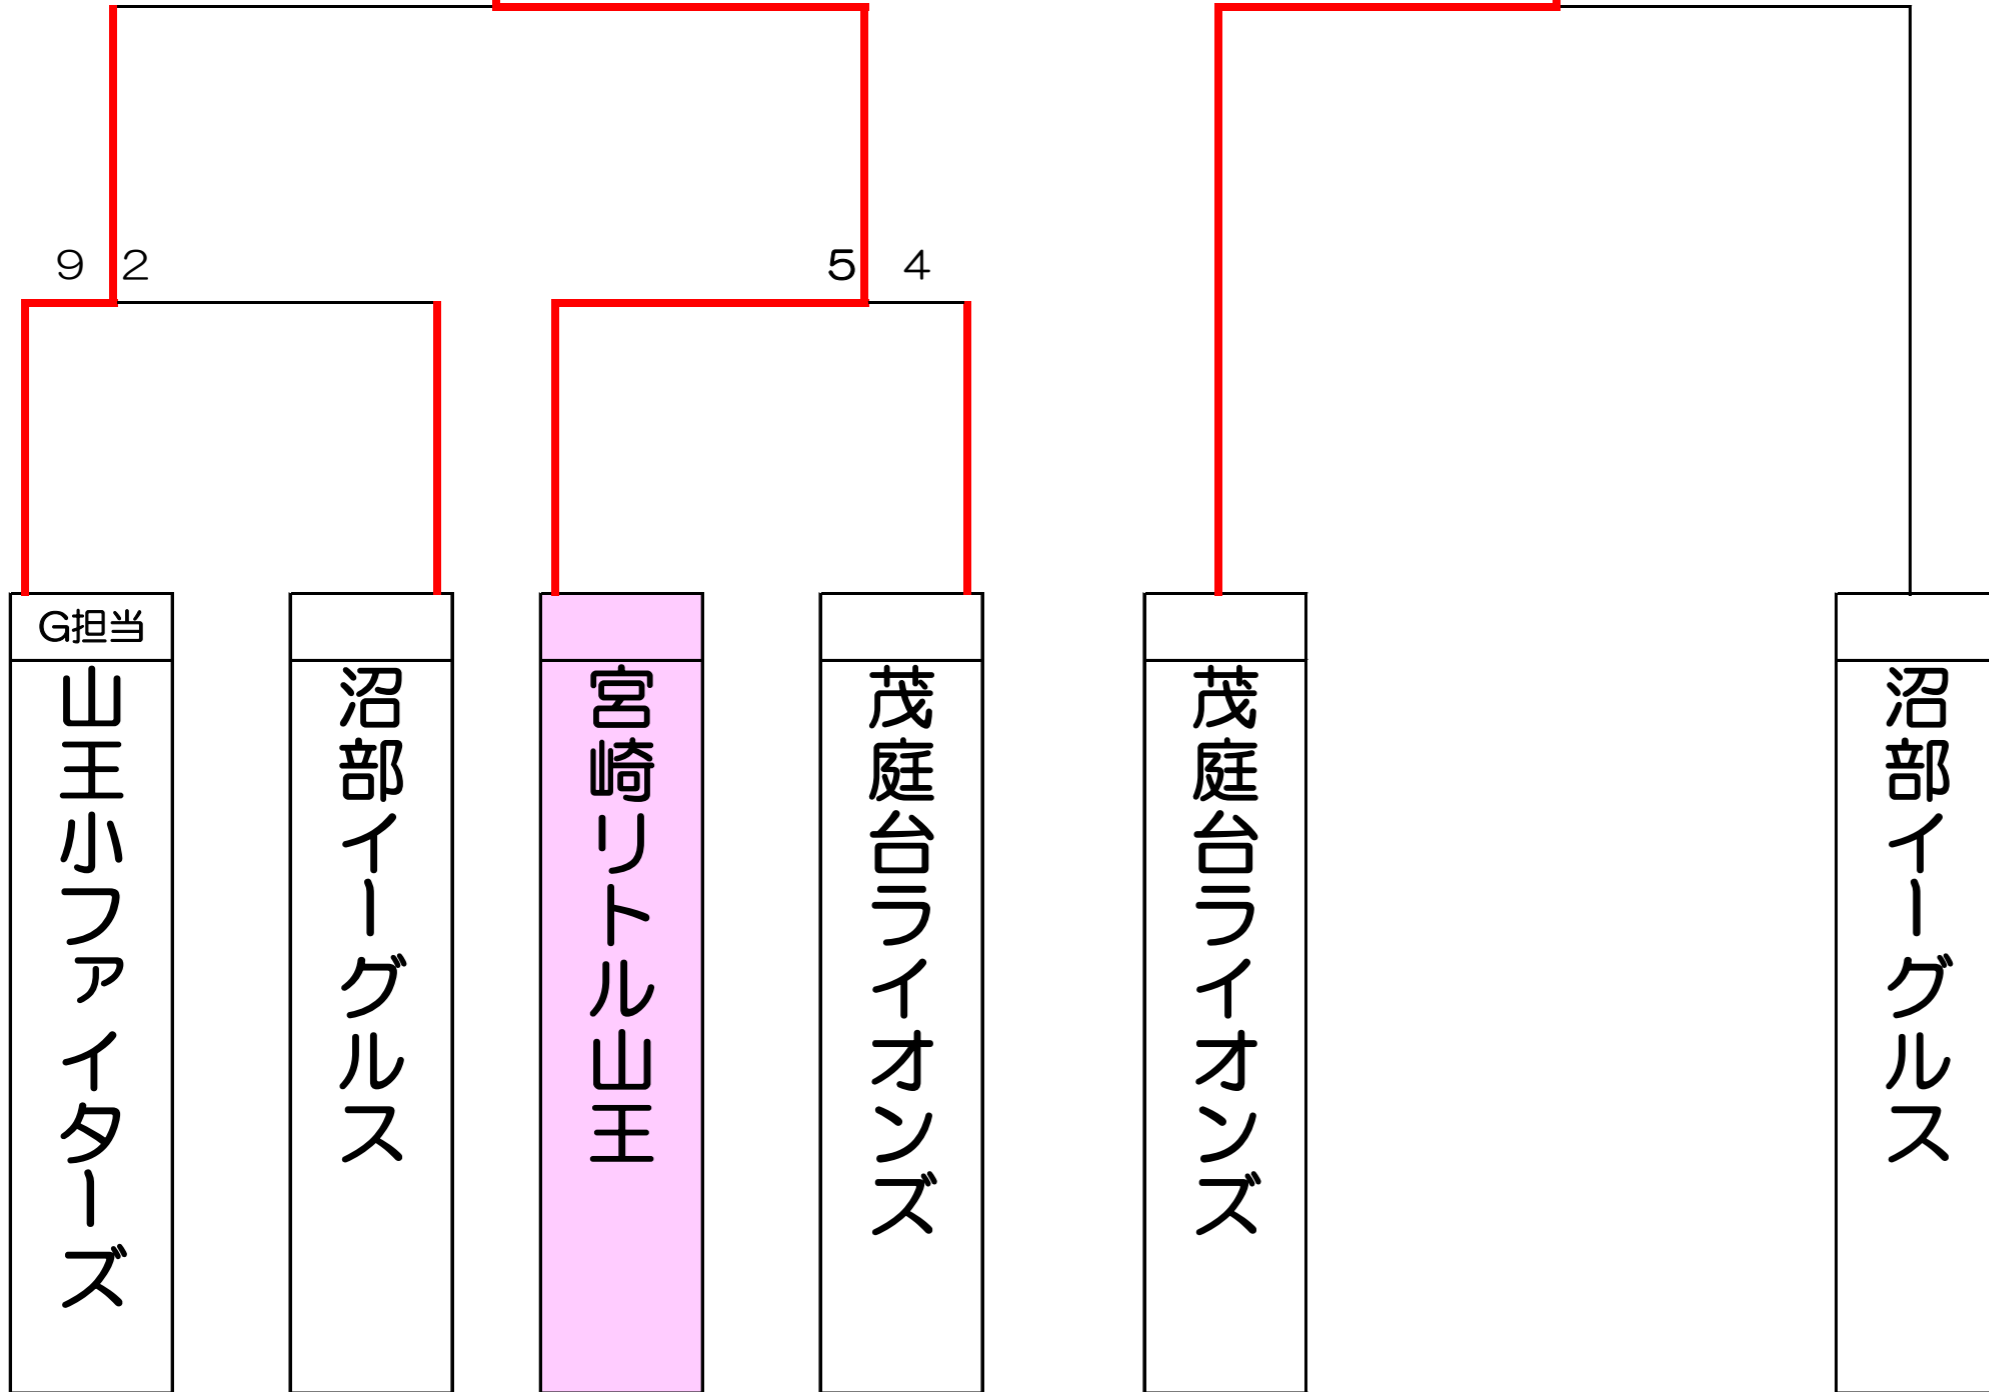 9 2
5 4
G担当
山王小ファイターズ
沼部イーグルス
宮崎リトル山王
茂庭台ライオンズ
茂庭台ライオンズ
沼部イーグルス